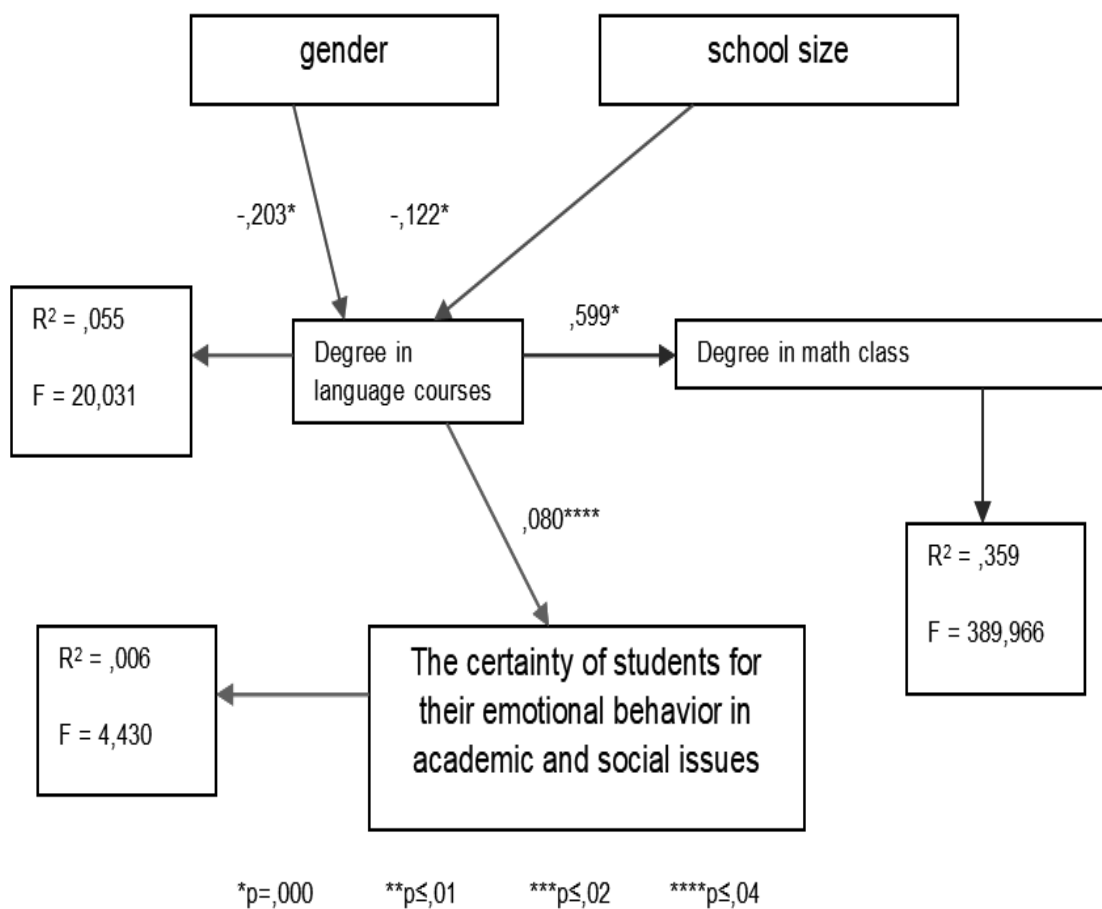 gender
school size
-,203*
-,122*
R² = ,055
F = 20,031
Degree in
language courses
,599*
Degree in math class
,080****
R² = ,359
F = 389,966
R² = ,006
F = 4,430
The certainty of students for
their emotional behavior in
academic and social issues
*p=,000 **p≤,01 ***p≤,02 ****p≤,04